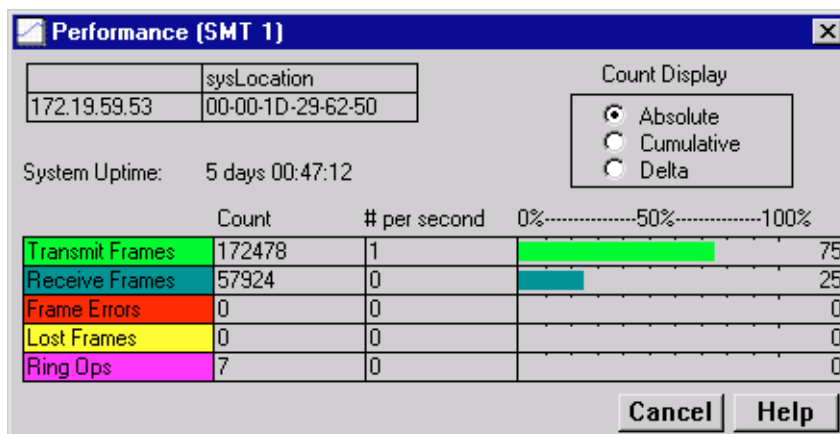 Performance (SMT 1)
sysLocation
172.19.59.53 00-00-1D-29-62-50
System Uptime: 5 days 00:47:12
Count Display
Absolute
Cumulative
Delta
Count # per second 0%---------------50%--------------100%
Transmit Frames 172478 1 75
Receive Frames 57924 0 25
Frame Errors 0 0 0
Lost Frames 0 0 0
Ring Ops 7 0 0
Cancel Help